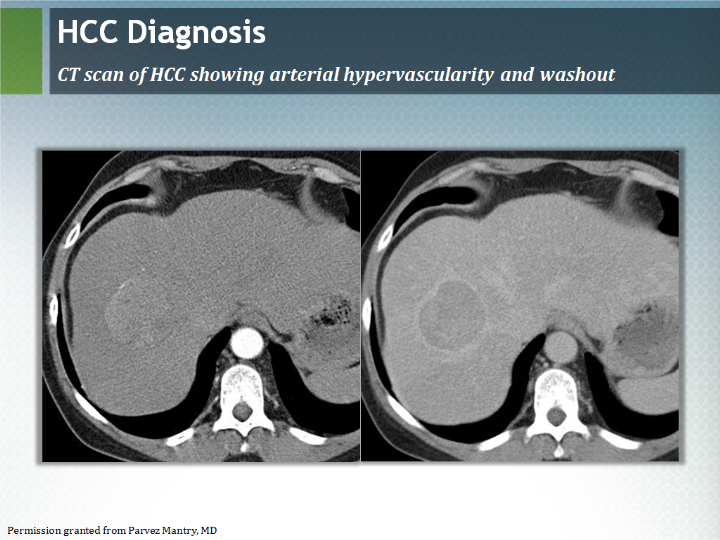 HCC Diagnosis
CT scan of HCC showing arterial hypervascularity and washout
Permission granted from Parvez Mantry, MD